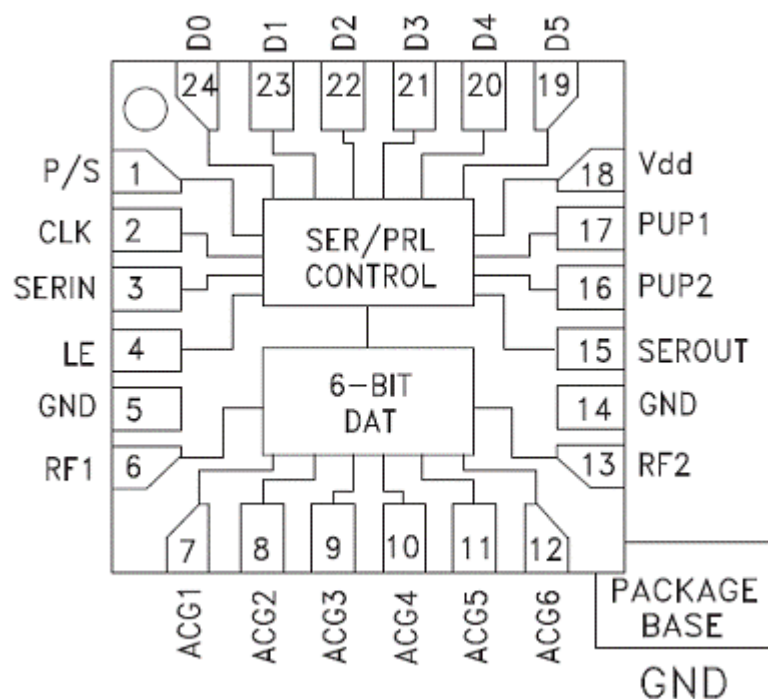 D0 D1 D2 D3 D4 D5
24 23 22 21 20 19
P/S 1
18 Vdd
CLK 2
17 PUP1
SERIN 3
16 PUP2
LE 4
15 SEROUT
GND 5
14 GND
RF1 6
13 RF2
SER/PRL
CONTROL
6-BIT
DAT
7 8 9 10 11 12
ACG1 ACG2 ACG3 ACG4 ACG5 ACG6
PACKAGE
BASE
GND